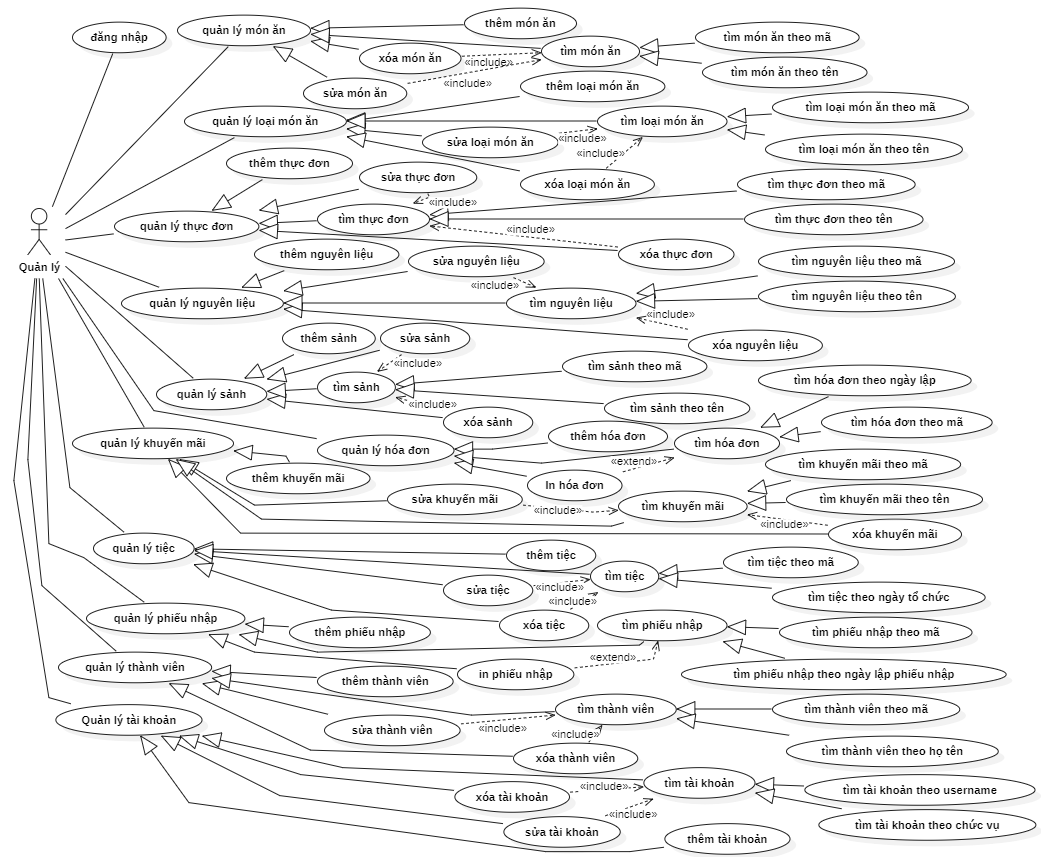 đăng nhập
quản lý món ăn
thêm món ăn
xóa món ăn
«include»
tìm món ăn
tìm món ăn theo mã
tìm món ăn theo tên
sửa món ăn
«include»
thêm loại món ăn
quản lý loại món ăn
sửa loại món ăn
«include»
«include»
tìm loại món ăn
tìm loại món ăn theo mã
tìm loại món ăn theo tên
xóa loại món ăn
thêm thực đơn
sửa thực đơn
«include»
quản lý thực đơn
tìm thực đơn
«include»
tìm thực đơn theo mã
tìm thực đơn theo tên
xóa thực đơn
Quản lý
thêm nguyên liệu
sửa nguyên liệu
«include»
quản lý nguyên liệu
tìm nguyên liệu
«include»
tìm nguyên liệu theo mã
tìm nguyên liệu theo tên
xóa nguyên liệu
thêm sảnh
sửa sảnh
«include»
quản lý sảnh
tìm sảnh
«include»
tìm sảnh theo mã
tìm sảnh theo tên
xóa sảnh
tìm hóa đơn theo ngày lập
quản lý khuyến mãi
quản lý hóa đơn
thêm hóa đơn
tìm hóa đơn
tìm hóa đơn theo mã
«extend»
In hóa đơn
thêm khuyến mãi
sửa khuyến mãi
«include»
tìm khuyến mãi
tìm khuyến mãi theo mã
tìm khuyến mãi theo tên
«include»
xóa khuyến mãi
quản lý tiệc
thêm tiệc
sửa tiệc
«include»
«include»
tìm tiệc
tìm tiệc theo mã
tìm tiệc theo ngày tổ chức
xóa tiệc
quản lý phiếu nhập
thêm phiếu nhập
tìm phiếu nhập
tìm phiếu nhập theo mã
«extend»
in phiếu nhập
tìm phiếu nhập theo ngày lập phiếu nhập
quản lý thành viên
thêm thành viên
sửa thành viên
«include»
«include»
tìm thành viên
tìm thành viên theo mã
tìm thành viên theo họ tên
xóa thành viên
Quản lý tài khoản
xóa tài khoản
«include»
tìm tài khoản
tìm tài khoản theo username
tìm tài khoản theo chức vụ
sửa tài khoản
«include»
thêm tài khoản